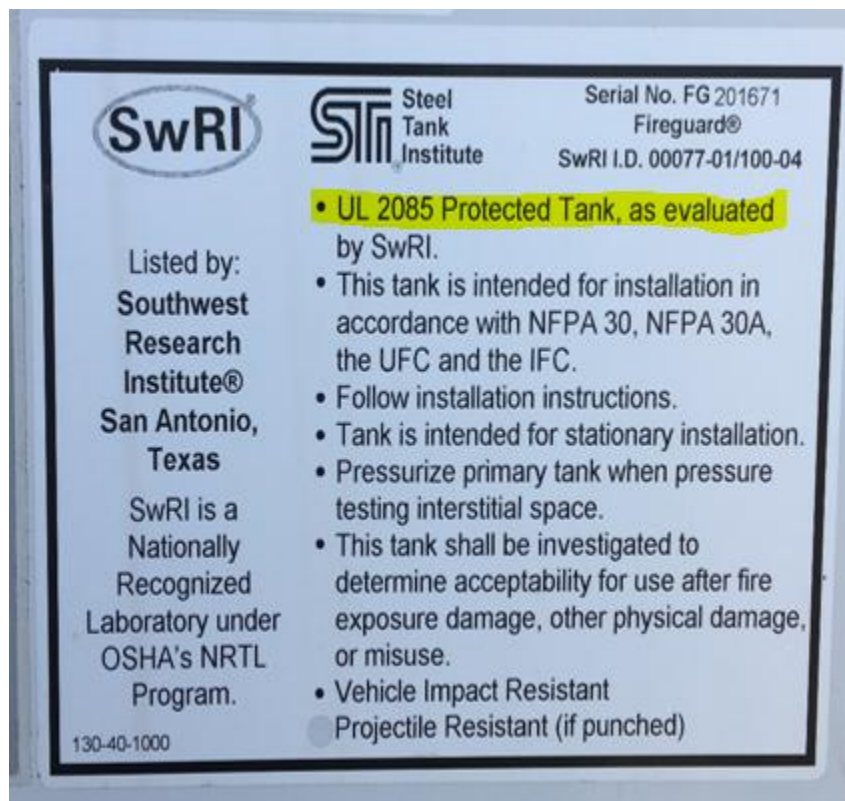 SwRI®
Listed by:
Southwest
Research
Institute®
San Antonio,
Texas
SwRI is a
Nationally
Recognized
Laboratory under
OSHA's NRTL
Program.
130-40-1000
STI®
Steel
Tank
Institute
Serial No. FG 201671
Fireguard®
SwRI I.D. 00077-01/100-04
• UL 2085 Protected Tank, as evaluated
by SwRI.
• This tank is intended for installation in
accordance with NFPA 30, NFPA 30A,
the UFC and the IFC.
• Follow installation instructions.
• Tank is intended for stationary installation.
• Pressurize primary tank when pressure
testing interstitial space.
• This tank shall be investigated to
determine acceptability for use after fire
exposure damage, other physical damage,
or misuse.
• Vehicle Impact Resistant
Projectile Resistant (if punched)